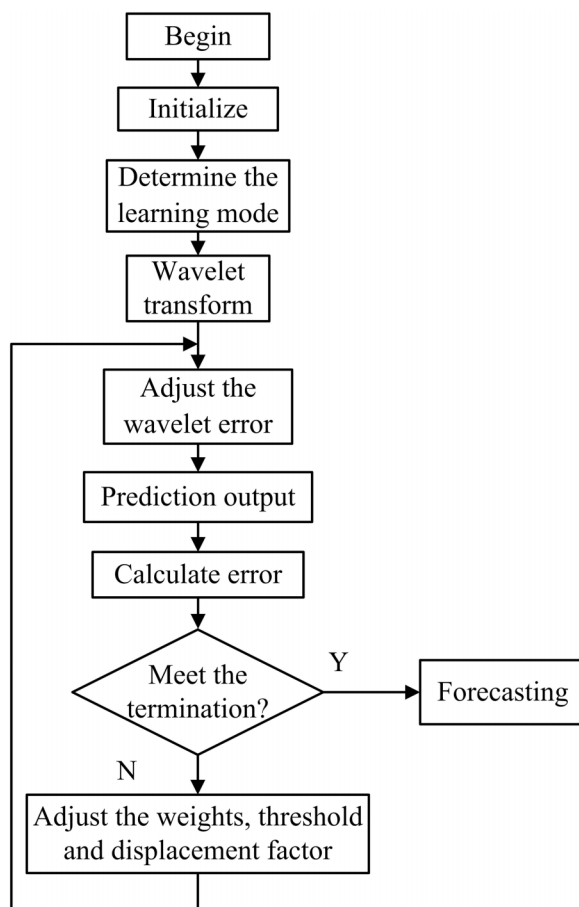 Begin
Initialize
Determine the
learning mode
Wavelet
transform
Adjust the
wavelet error
Prediction output
Calculate error
Meet the
termination?
Y
Forecasting
N
Adjust the weights, threshold
and displacement factor